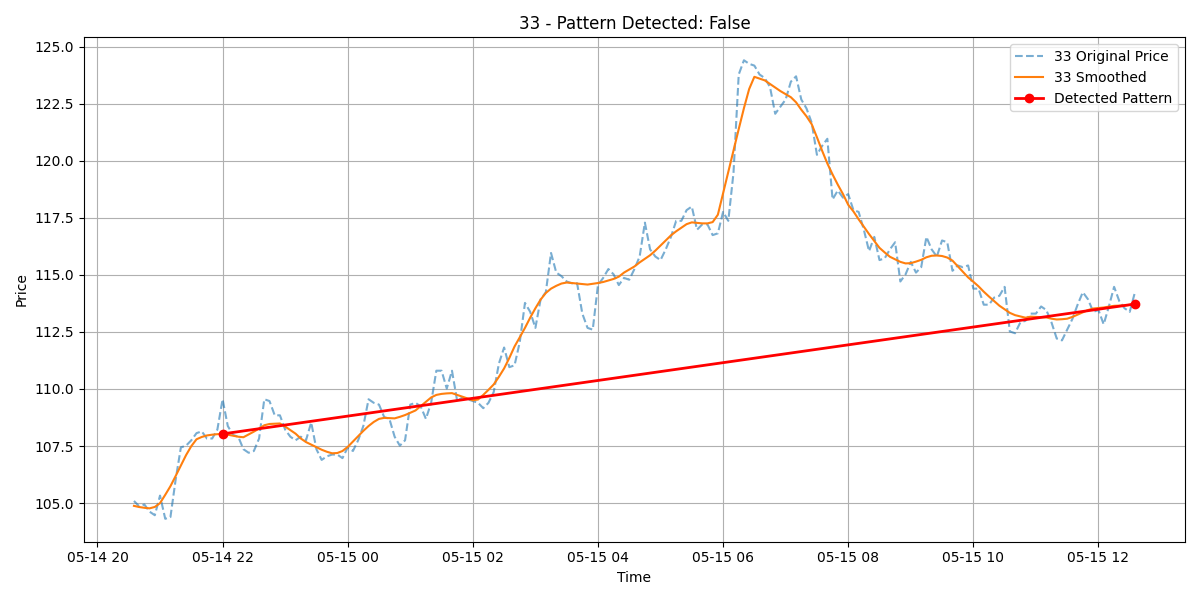 33 - Pattern Detected: False
125.0
122.5
120.0
117.5
115.0
112.5
110.0
107.5
105.0
Price
33 Original Price
33 Smoothed
Detected Pattern
05-14 20 05-14 22 05-15 00 05-15 02 05-15 04 05-15 06 05-15 08 05-15 10 05-15 12
Time